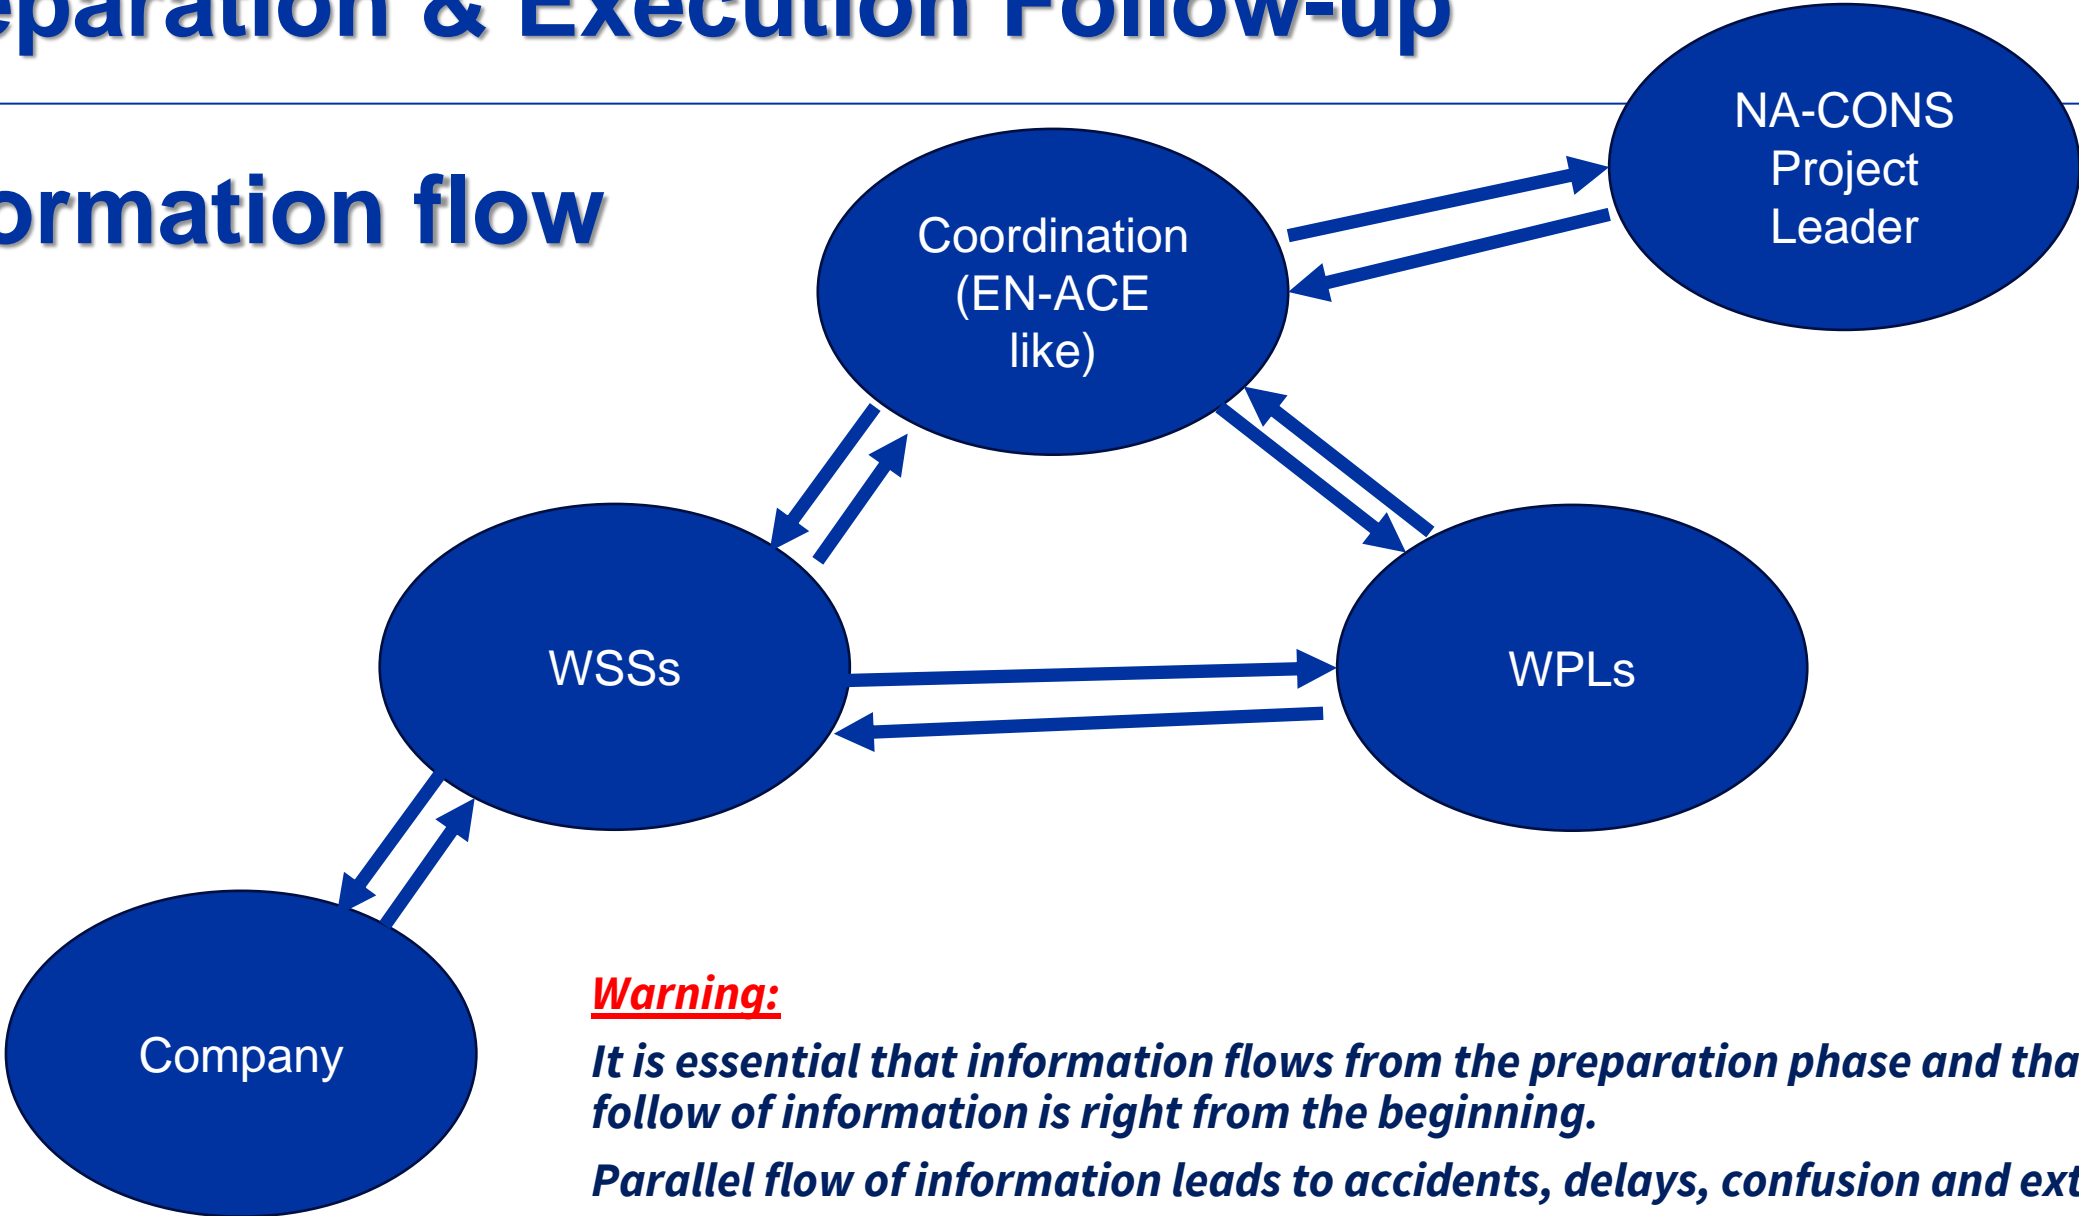 eparation & Execution Follow-up
ormation flow
NA-CONS
Project
Leader
Coordination
(EN-ACE
like)
WSSs
WPLs
Company
Warning:
It is essential that information flows from the preparation phase and tha
follow of information is right from the beginning.
Parallel flow of information leads to accidents, delays, confusion and ext